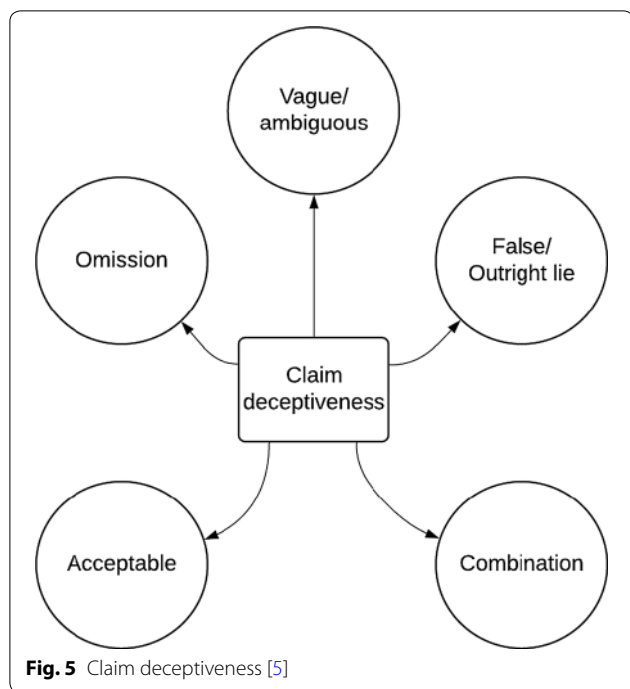 Vague/
ambiguous
Omission
False/
Outright lie
Claim
deceptiveness
Acceptable
Combination
Fig. 5 Claim deceptiveness [5]